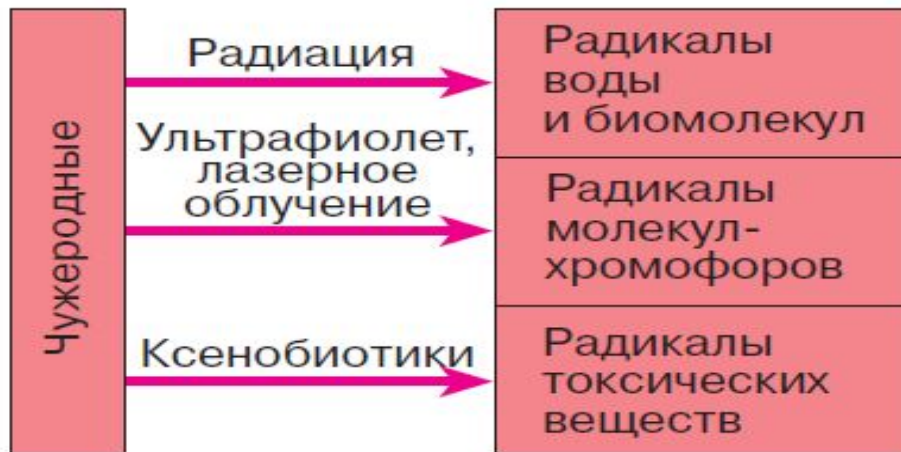 Чужеродные
Радиация
Радикалы
воды
и биомолекул
Ультрафиолет,
лазерное
облучение
Радикалы
молекул-
хромофоров
Ксенобиотики
Радикалы
токсических
веществ